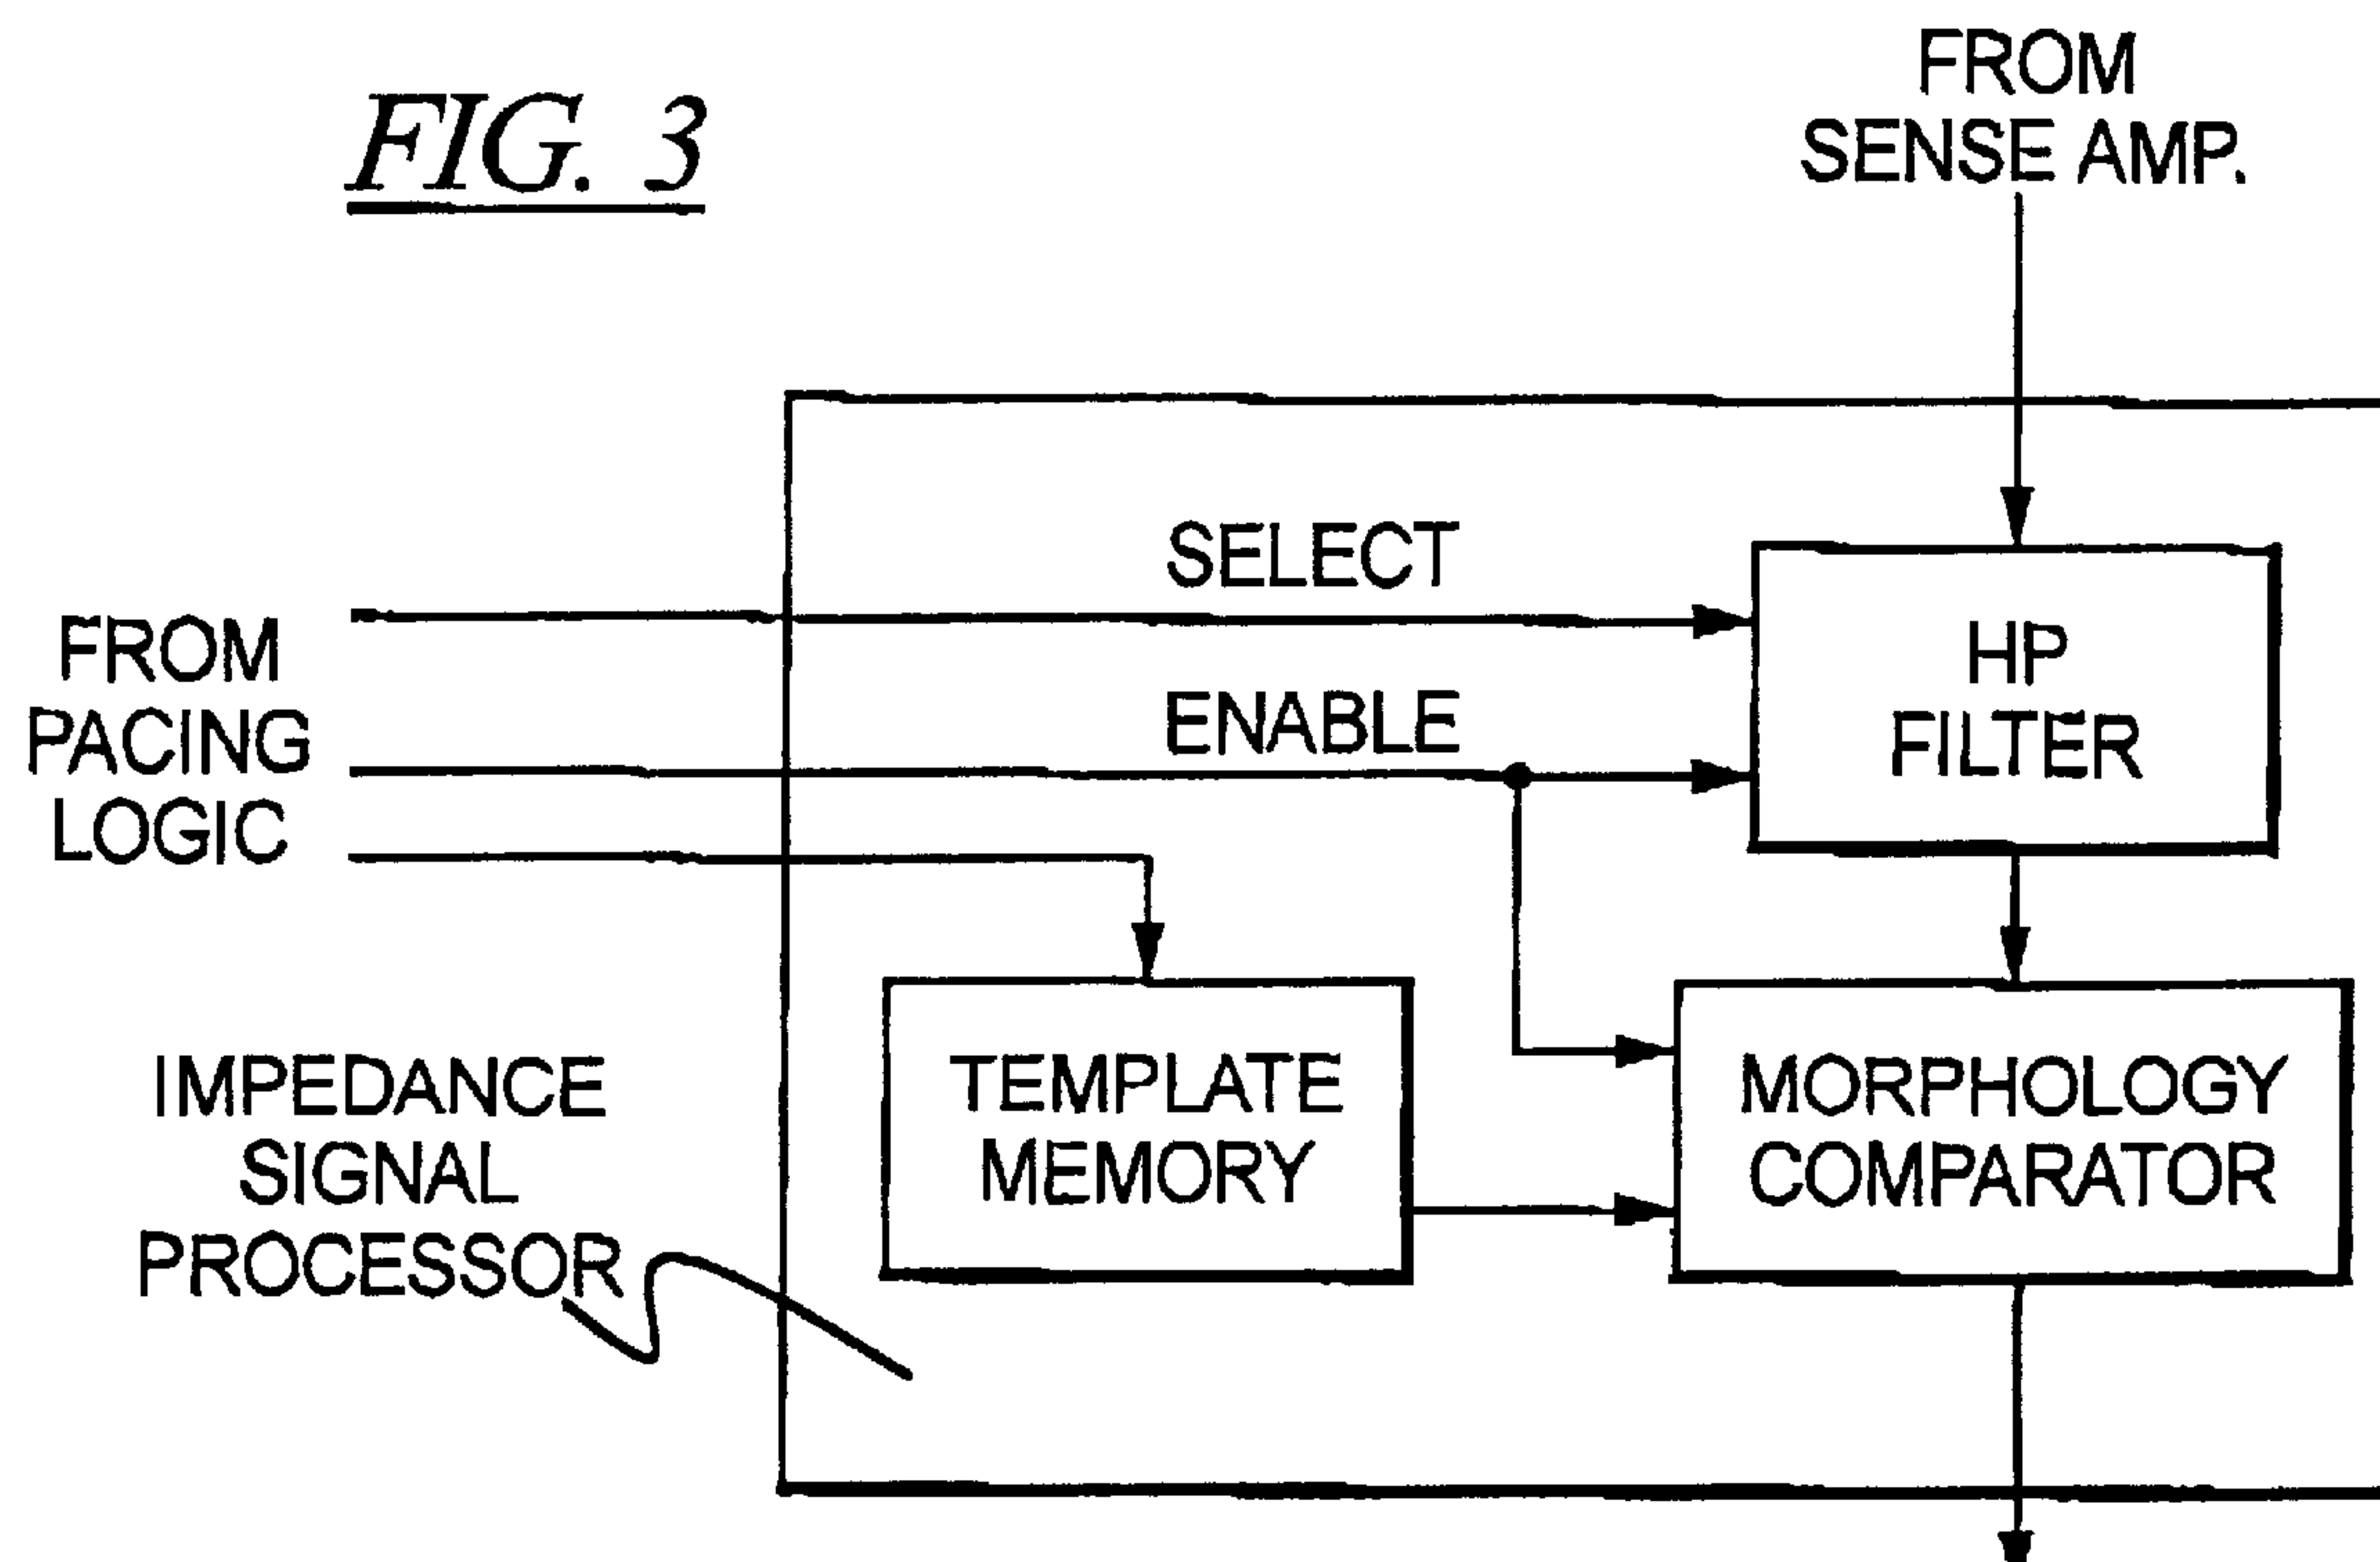 FIG. 3
FROM
SENSE AMP.
SELECT
FROM
PACING
LOGIC
ENABLE
HP
FILTER
IMPEDANCE
SIGNAL
PROCESSOR
TEMPLATE
MEMORY
MORPHOLOGY
COMPARATOR